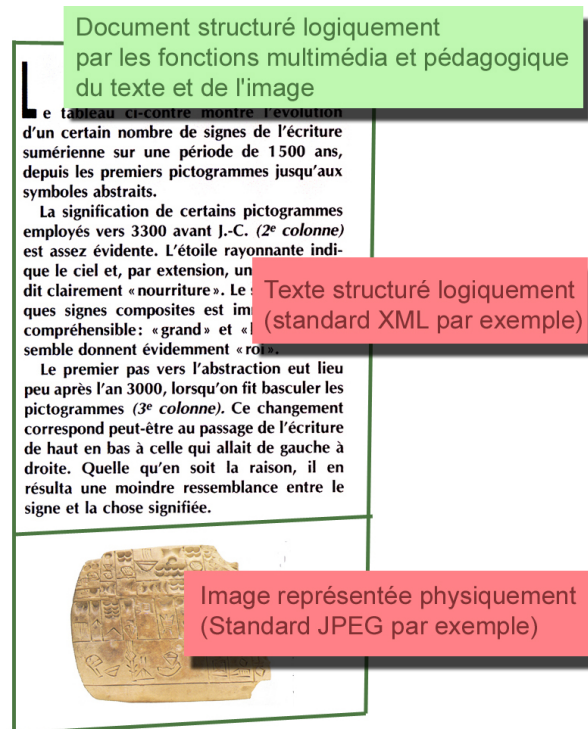 Document structuré logiquement
par les fonctions multimédia et pédagogique
du texte et de l'image
Le tableau ci-contre montre l'évolution
d'un certain nombre de signes de l'écriture
sumérienne sur une période de 1500 ans,
depuis les premiers pictogrammes jusqu'aux
symboles abstraits.
La signification de certains pictogrammes
employés vers 3300 avant J.-C. (2e colonne)
est assez évidente. L'étoile rayonnante indi-
que le ciel et, par extension, un
dit clairement «nourriture». Le
ques signes composites est
compréhensible: «grand» et
semble donnent évidemment «roi».
Texte structuré logiquement
(standard XML par exemple)
Le premier pas vers l'abstraction eut lieu
peu après l'an 3000, lorsqu'on fit basculer les
pictogrammes (3e colonne). Ce changement
correspond peut-être au passage de l'écriture
de haut en bas à celle qui allait de gauche à
droite. Quelle qu'en soit la raison, il en
résulta une moindre ressemblance entre le
signe et la chose signifiée.
Image représentée physiquement
(Standard JPEG par exemple)